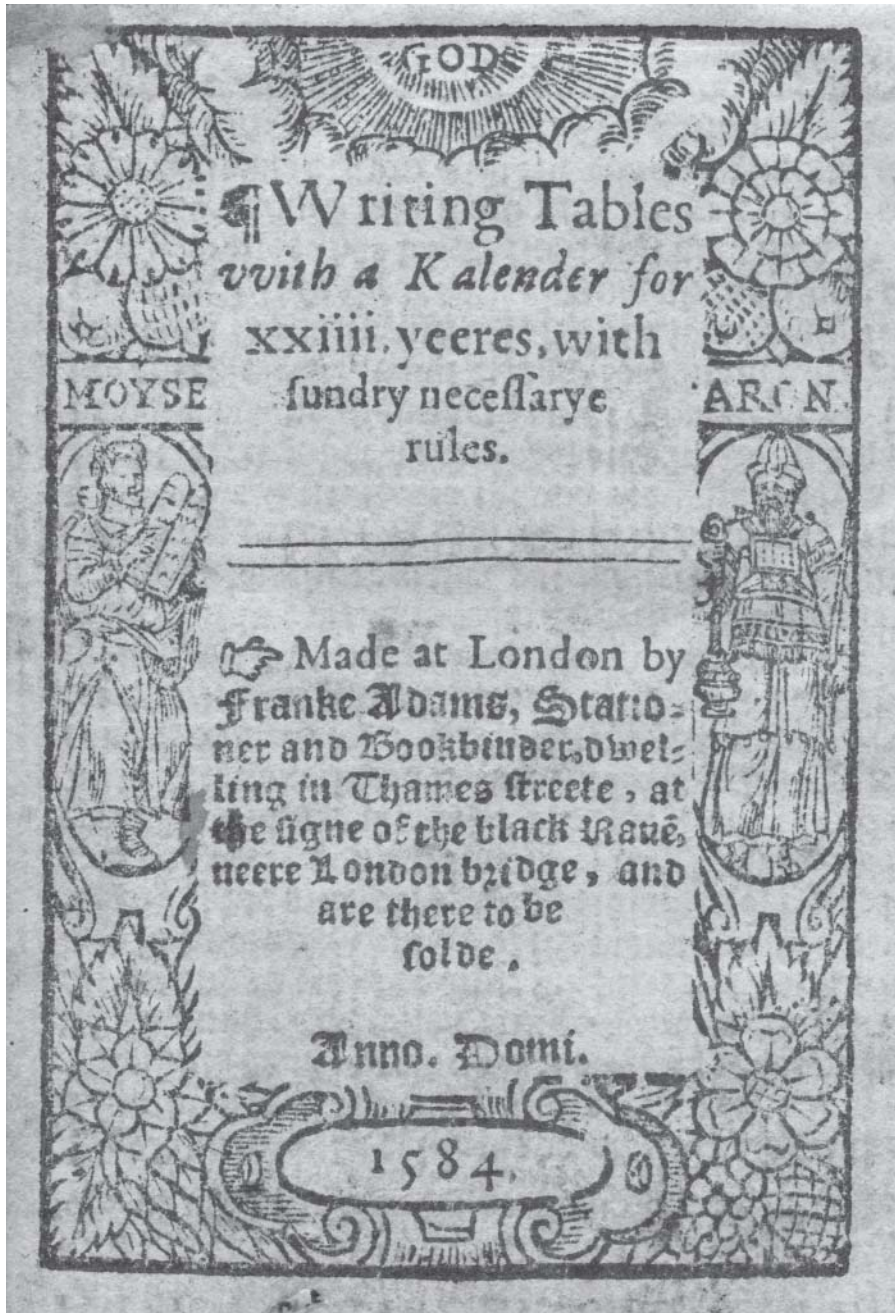 GOD
¶ Writing Tables
vvith a Kalender for
xxiiii. yeeres, with
ſundry neceſſarye
rules.
MOYSE
ARON
☞ Made at London by
Franke Adams, Statio-
ner and Bookbinder, dwel-
ling in Thames ſtreete, at
the ſigne of the black Rauē,
neere London bridge, and
are there to be
ſolde.
Anno. Domi.
1584.